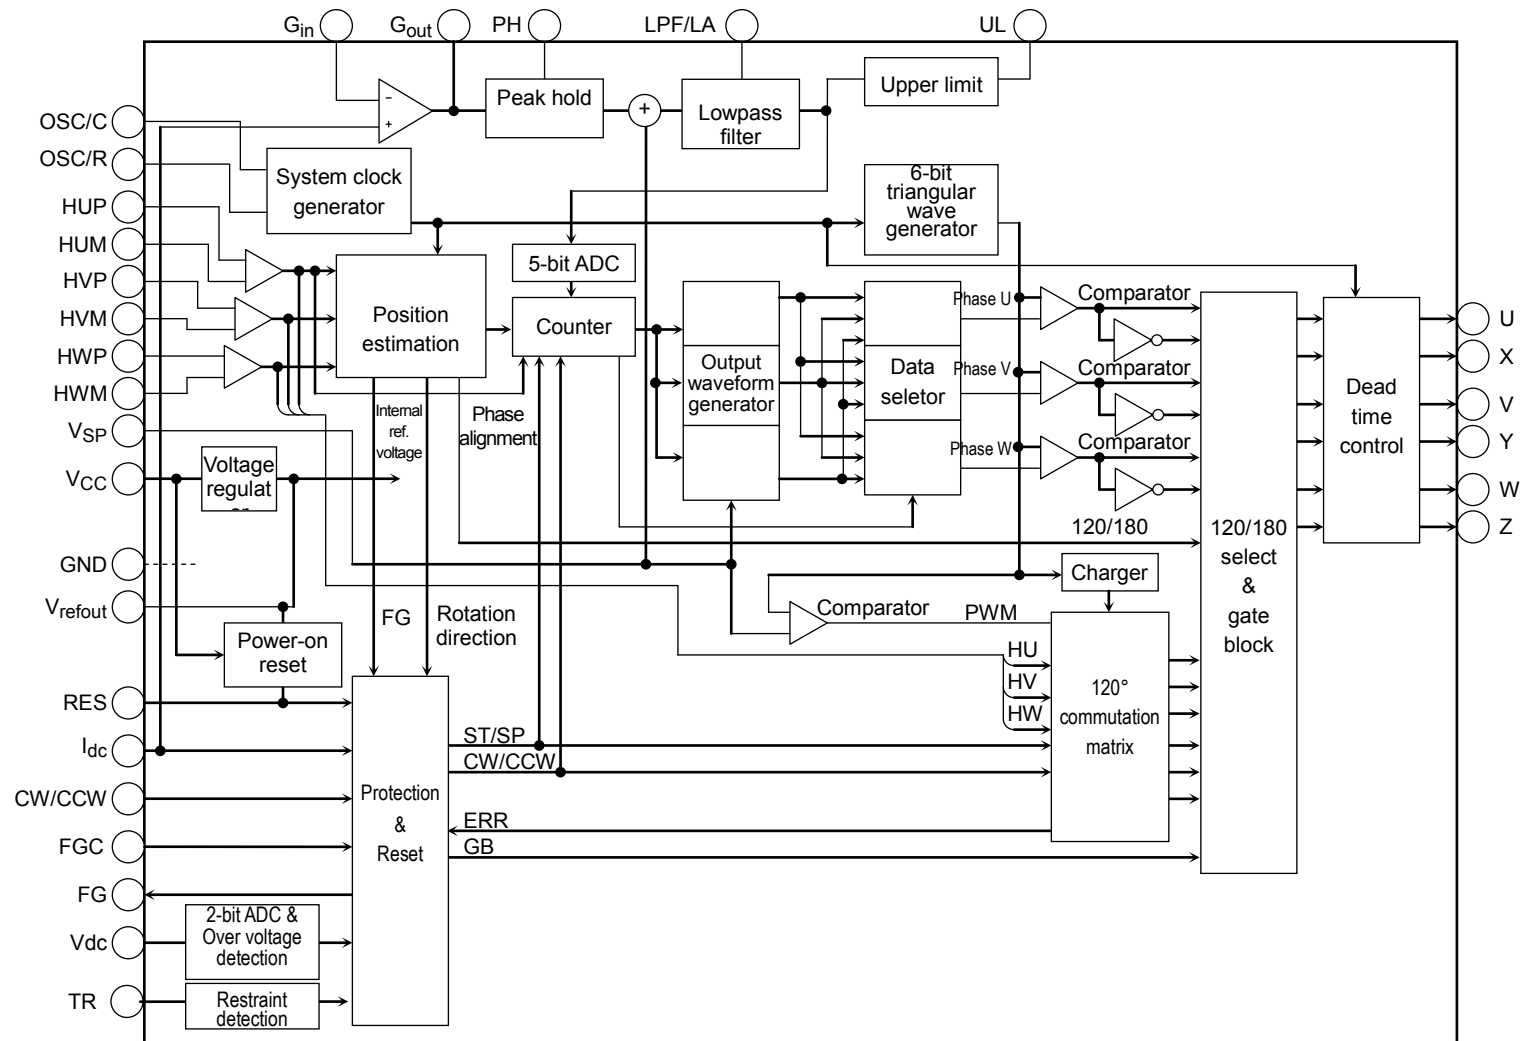 Gin
Gout
PH
LPF/LA
UL
OSC/C
OSC/R
HUP
HUM
HVP
HVM
HWP
HWM
VSP
VCC
GND
Vrefout
RES
Idc
CW/CCW
FGC
FG
Vdc
TR
−
+
Peak hold
+
Lowpass
filter
Upper limit
System clock
generator
6-bit
triangular
wave
generator
5-bit ADC
Position
estimation
Counter
Output
waveform
generator
Data
seletor
Phase U
Phase V
Phase W
Comparator
Comparator
Comparator
Internal
ref.
voltage
Phase
alignment
Voltage
regulat
120/180
120/180
select
&
gate
block
Dead
time
control
U
X
V
Y
W
Z
Charger
Comparator
PWM
FG
Rotation
direction
Power-on
reset
HU
HV
HW
120°
commutation
matrix
ST/SP
CW/CCW
ERR
GB
Protection
&
Reset
2-bit ADC &
Over voltage
detection
Restraint
detection